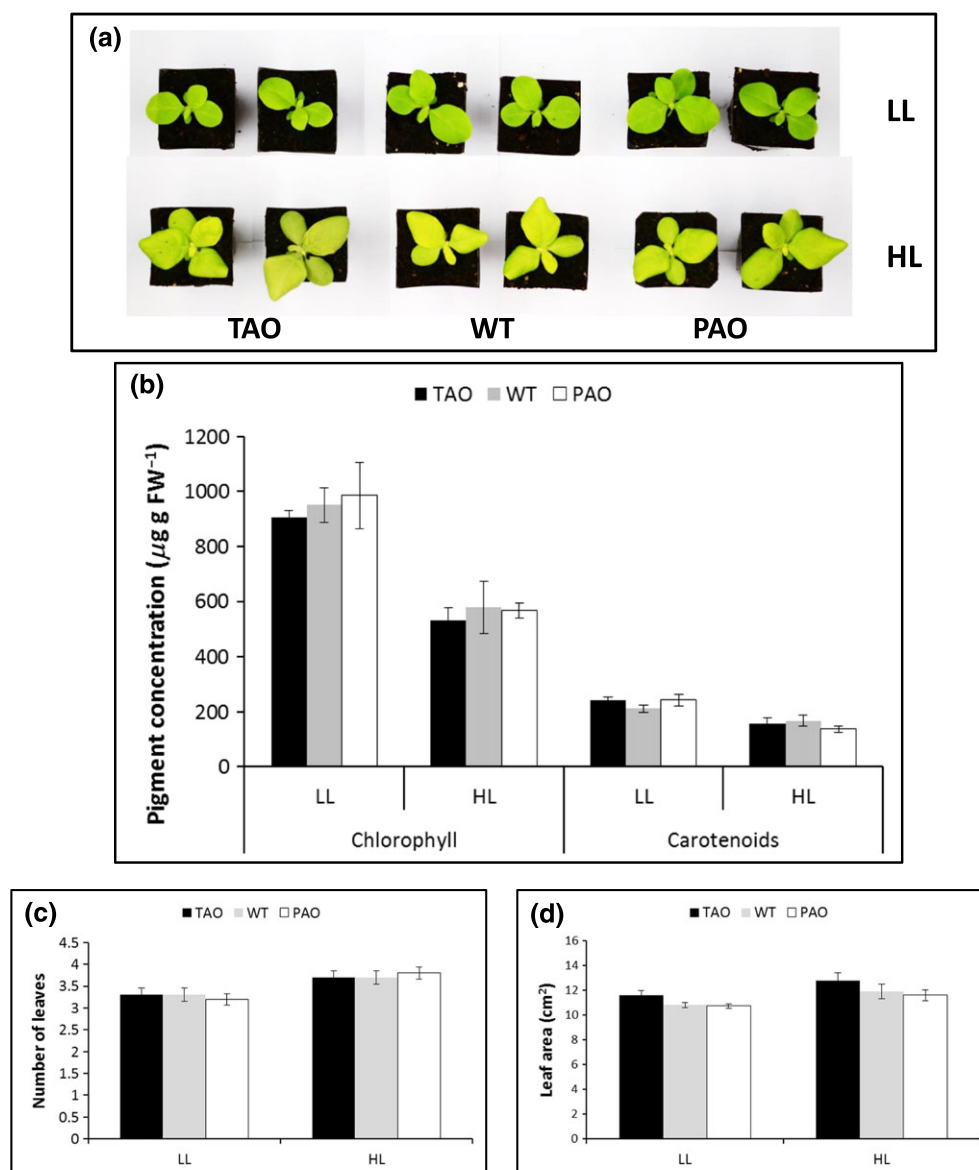 (a)
LL
HL
TAO WT PAO
(b)
TAO WT PAO
Pigment concentration (µg g FW⁻¹)
1200
1000
800
600
400
200
0
LL HL LL HL
Chlorophyll Carotenoids
(c)
TAO WT PAO
Number of leaves
4.5
4
3.5
3
2.5
2
1.5
1
0.5
0
LL HL
(d)
TAO WT PAO
Leaf area (cm²)
16
14
12
10
8
6
4
2
0
LL HL